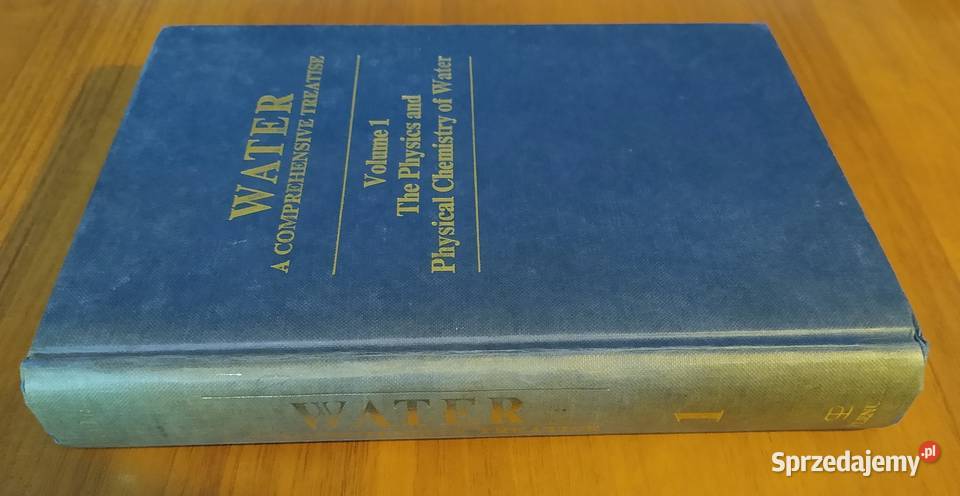 WATER
A COMPREHENSIVE TREATISE
Volume 1
The Physics and
Physical Chemistry of Water
WATER
1
Sprzedajemy.pl